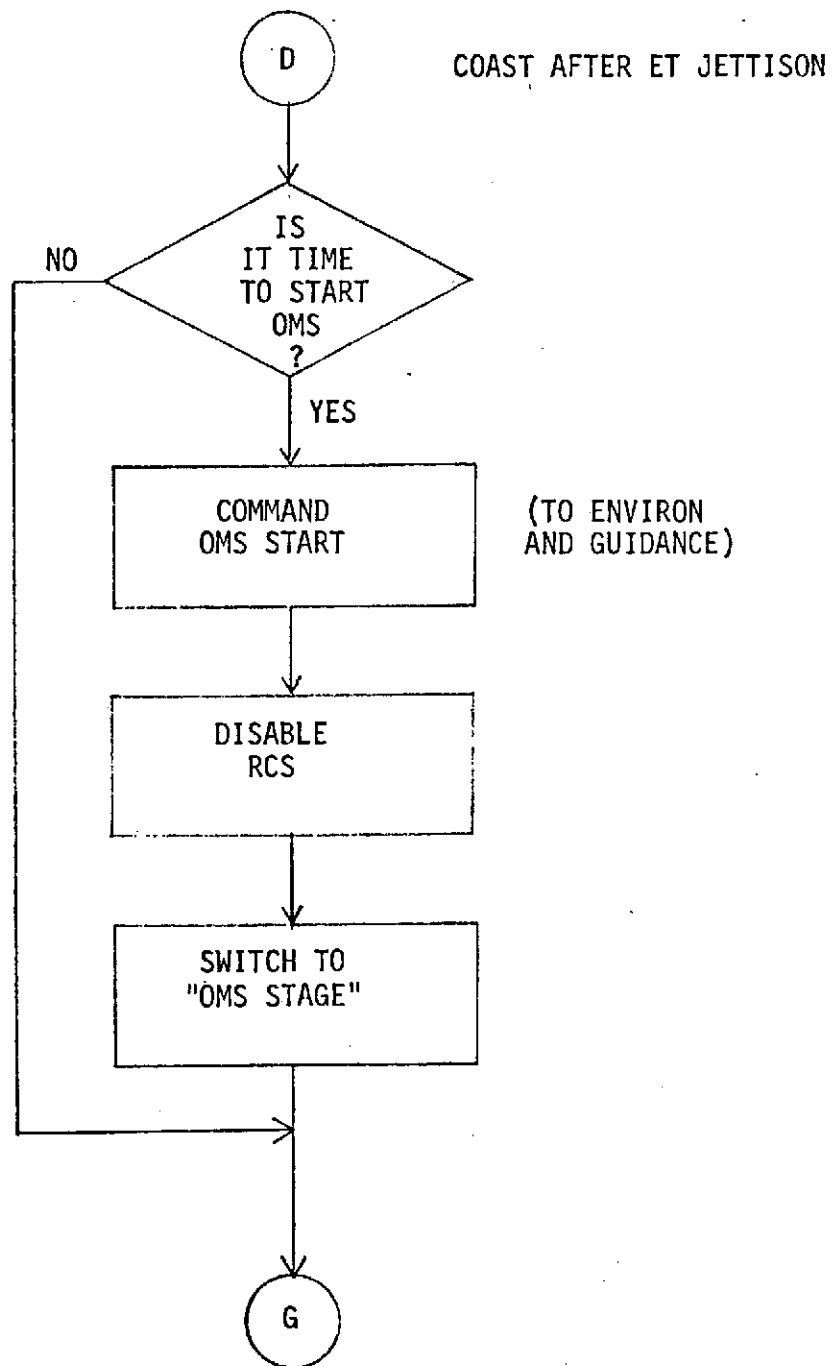 D
COAST AFTER ET JETTISON
IS
IT TIME
TO START
OMS
?
NO
YES
COMMAND
OMS START
(TO ENVIRON
AND GUIDANCE)
DISABLE
RCS
SWITCH TO
"OMS STAGE"
G